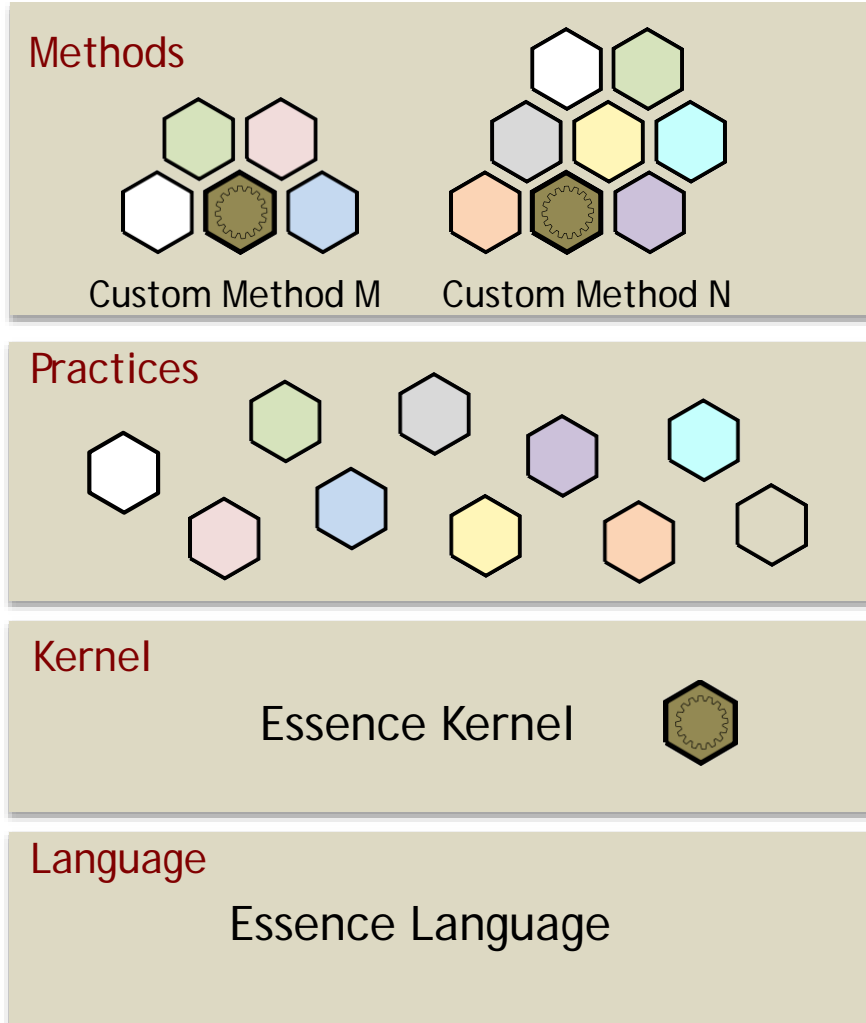 Methods
Custom Method M
Custom Method N
Practices
Kernel
Essence Kernel
Language
Essence Language